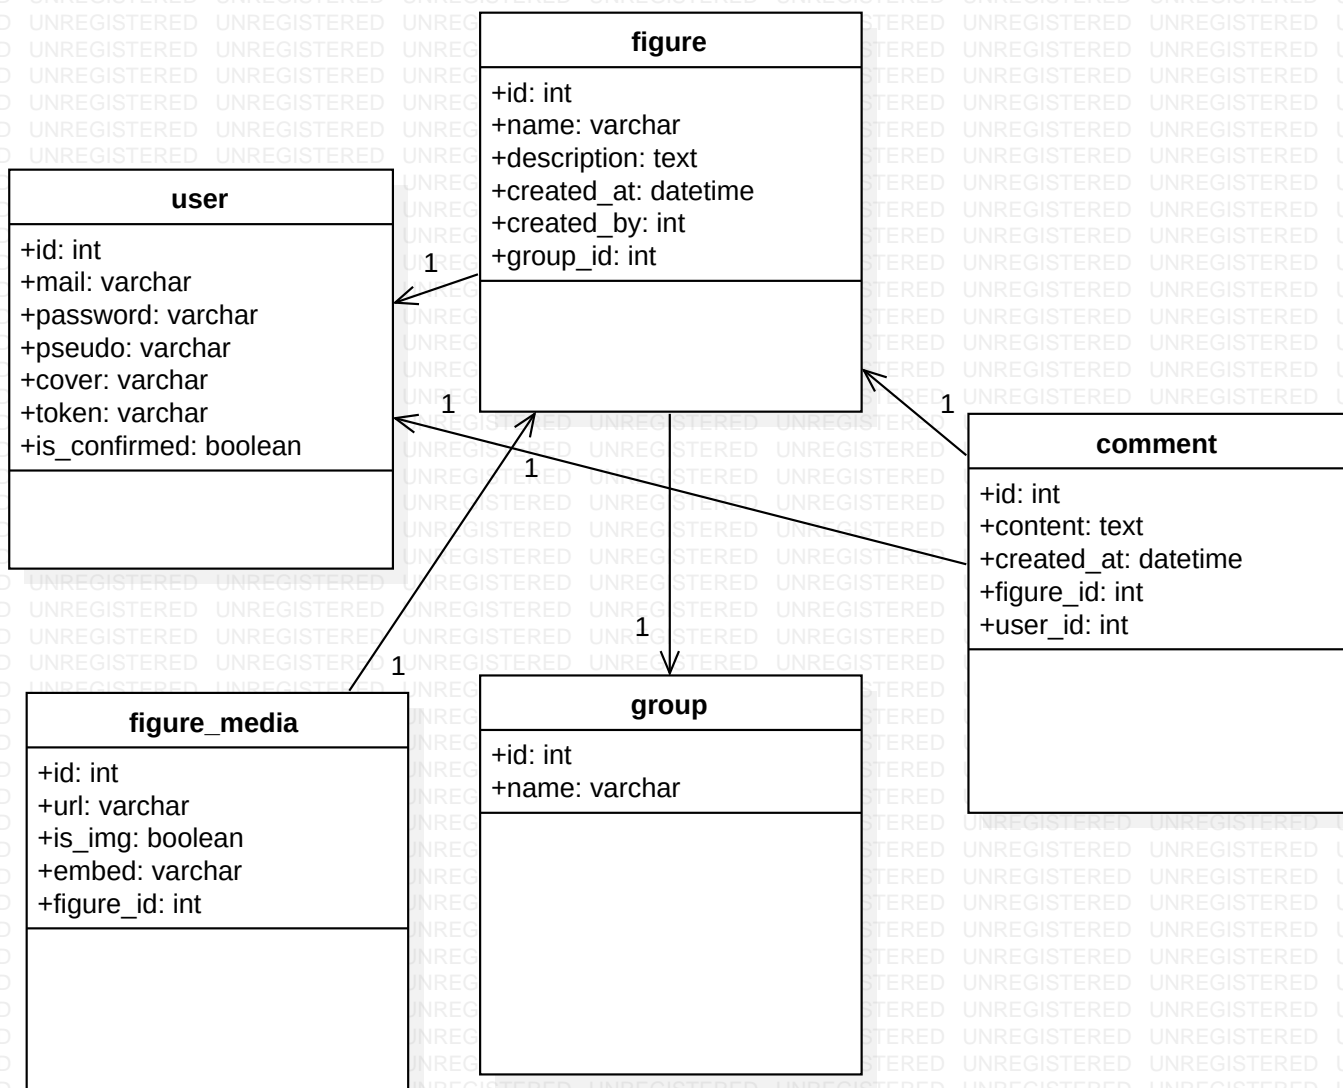 figure
+id: int
+name: varchar
+description: text
+created_at: datetime
+created_by: int
+group_id: int
user
+id: int
+mail: varchar
+password: varchar
+pseudo: varchar
+cover: varchar
+token: varchar
+is_confirmed: boolean
1
1
1
1
comment
+id: int
+content: text
+created_at: datetime
+figure_id: int
+user_id: int
1
1
figure_media
+id: int
+url: varchar
+is_img: boolean
+embed: varchar
+figure_id: int
group
+id: int
+name: varchar
UNREGISTERED